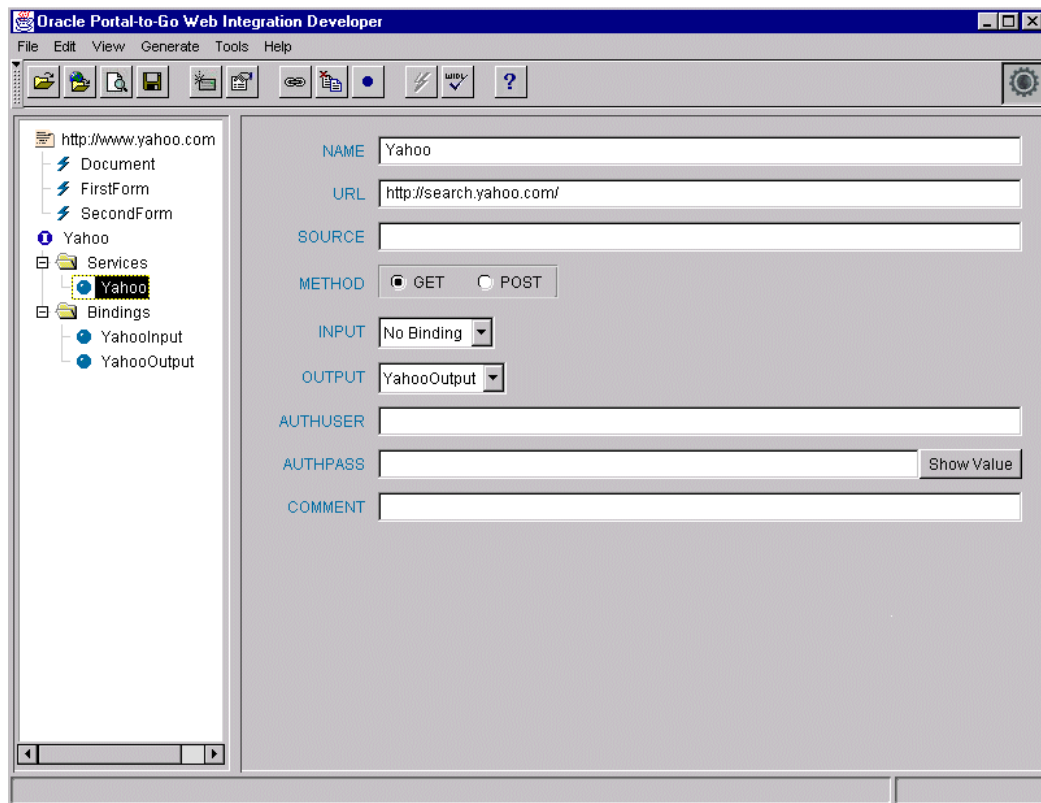 Oracle Portal-to-Go Web Integration Developer
File Edit View Generate Tools Help
WIDL
?
http://www.yahoo.com
Document
FirstForm
SecondForm
Yahoo
Services
Yahoo
Bindings
YahooInput
YahooOutput
NAME Yahoo
URL http://search.yahoo.com/
SOURCE
METHOD GET POST
INPUT No Binding
OUTPUT YahooOutput
AUTHUSER
AUTHPASS Show Value
COMMENT